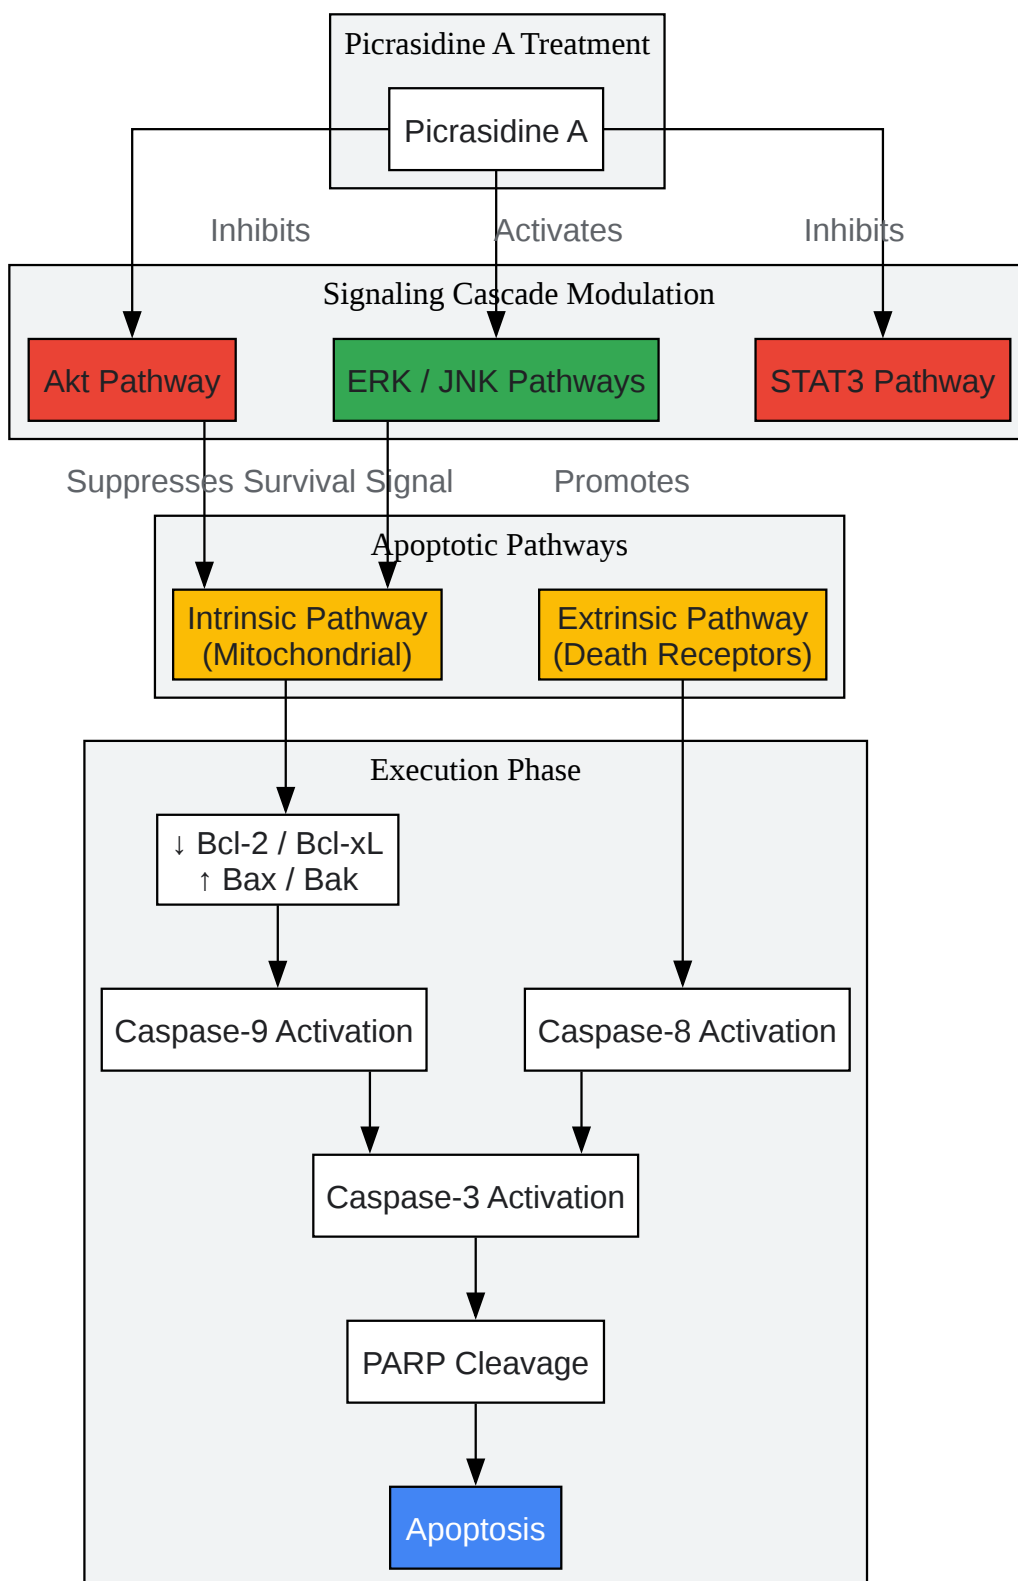 Picrasidine A Treatment
Picrasidine A
Inhibits
Activates
Inhibits
Signaling Cascade Modulation
Akt Pathway
ERK / JNK Pathways
STAT3 Pathway
Suppresses Survival Signal
Promotes
Apoptotic Pathways
Intrinsic Pathway
(Mitochondrial)
Extrinsic Pathway
(Death Receptors)
Execution Phase
↓ Bcl-2 / Bcl-xL
↑ Bax / Bak
Caspase-9 Activation
Caspase-8 Activation
Caspase-3 Activation
PARP Cleavage
Apoptosis